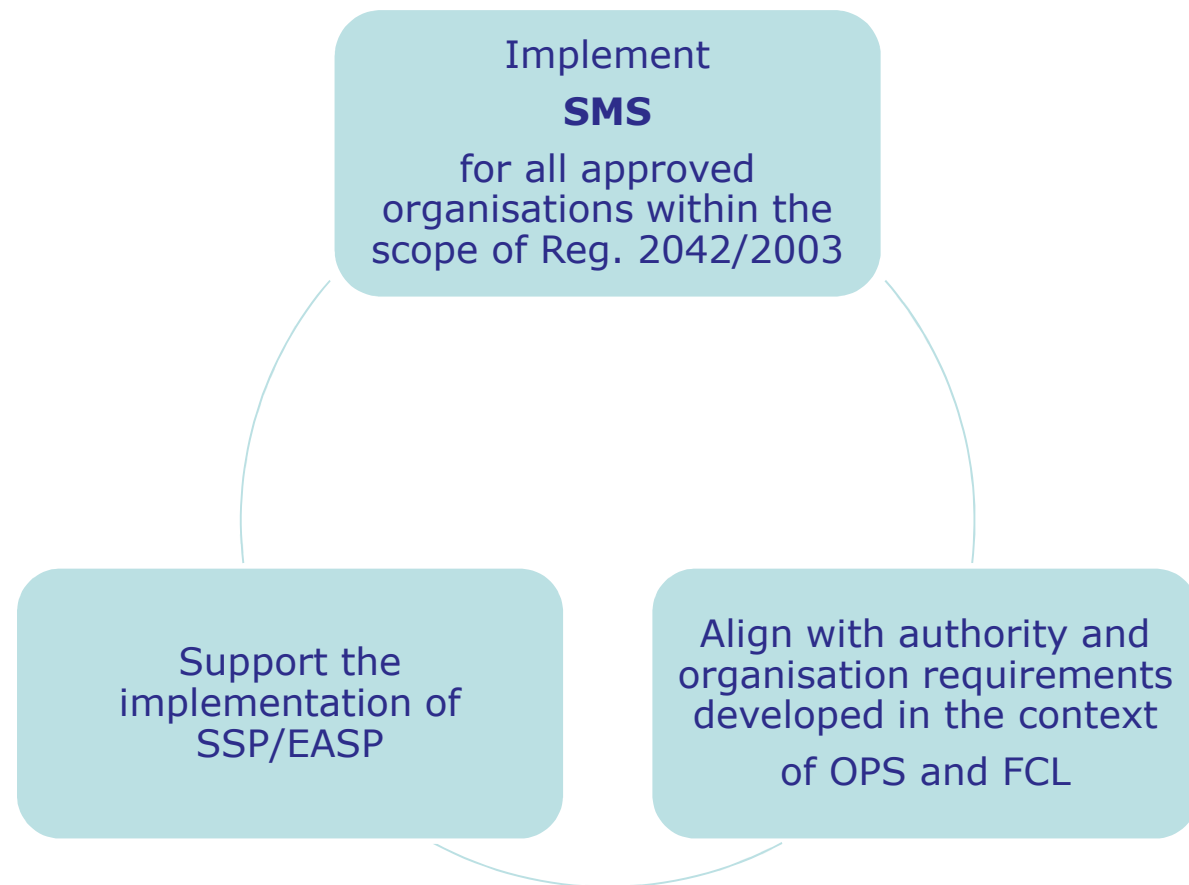 Implement
SMS
for all approved
organisations within the
scope of Reg. 2042/2003
Support the
implementation of
SSP/EASP
Align with authority and
organisation requirements
developed in the context
of OPS and FCL